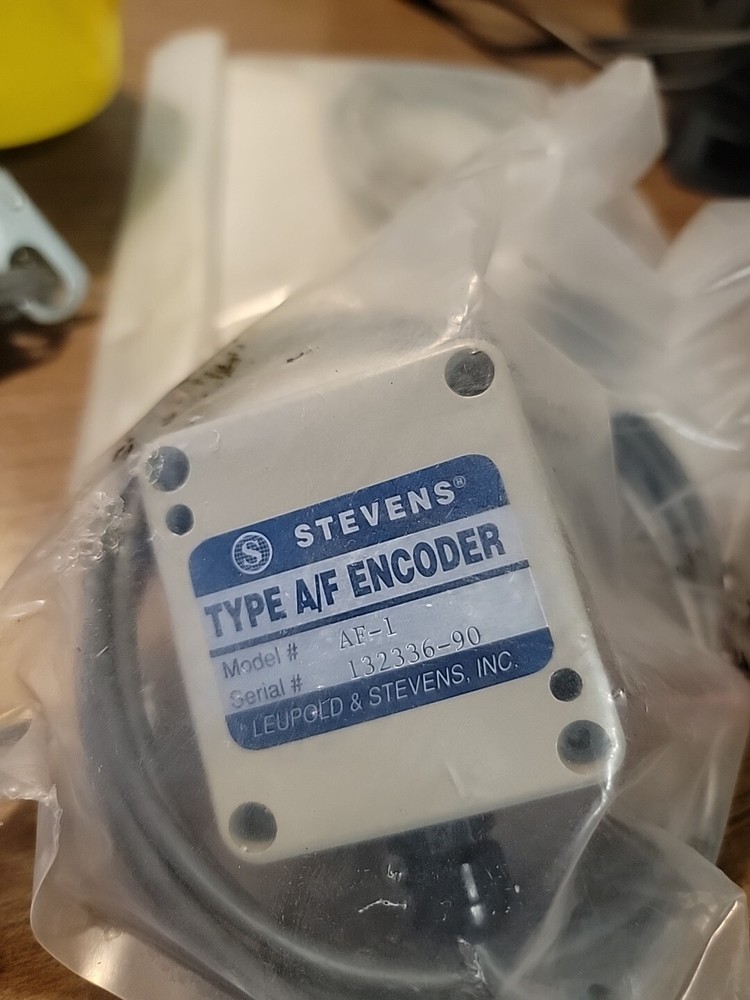 S STEVENS®
TYPE A/F ENCODER
Model # AF-1
Serial # 132336-90
LEUPOLD & STEVENS, INC.